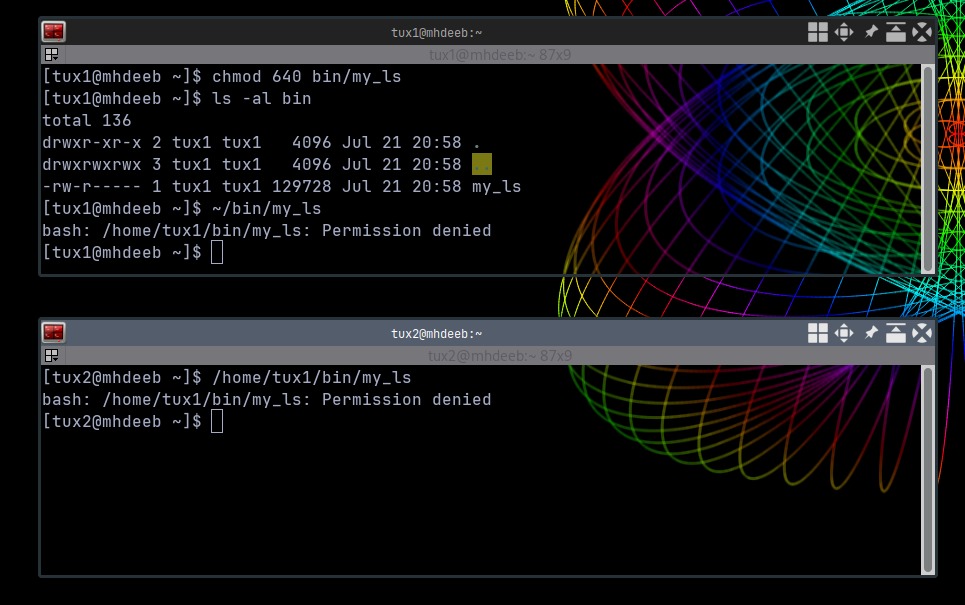 tux1@mhdeeb:~
tux1@mhdeeb:~ 87x9
[tux1@mhdeeb ~]$ chmod 640 bin/my_ls
[tux1@mhdeeb ~]$ ls -al bin
total 136
drwxr-xr-x 2 tux1 tux1   4096 Jul 21 20:58 .
drwxrwxrwx 3 tux1 tux1   4096 Jul 21 20:58 ..
-rw-r----- 1 tux1 tux1 129728 Jul 21 20:58 my_ls
[tux1@mhdeeb ~]$ ~/bin/my_ls
bash: /home/tux1/bin/my_ls: Permission denied
[tux1@mhdeeb ~]$
tux2@mhdeeb:~
tux2@mhdeeb:~ 87x9
[tux2@mhdeeb ~]$ /home/tux1/bin/my_ls
bash: /home/tux1/bin/my_ls: Permission denied
[tux2@mhdeeb ~]$